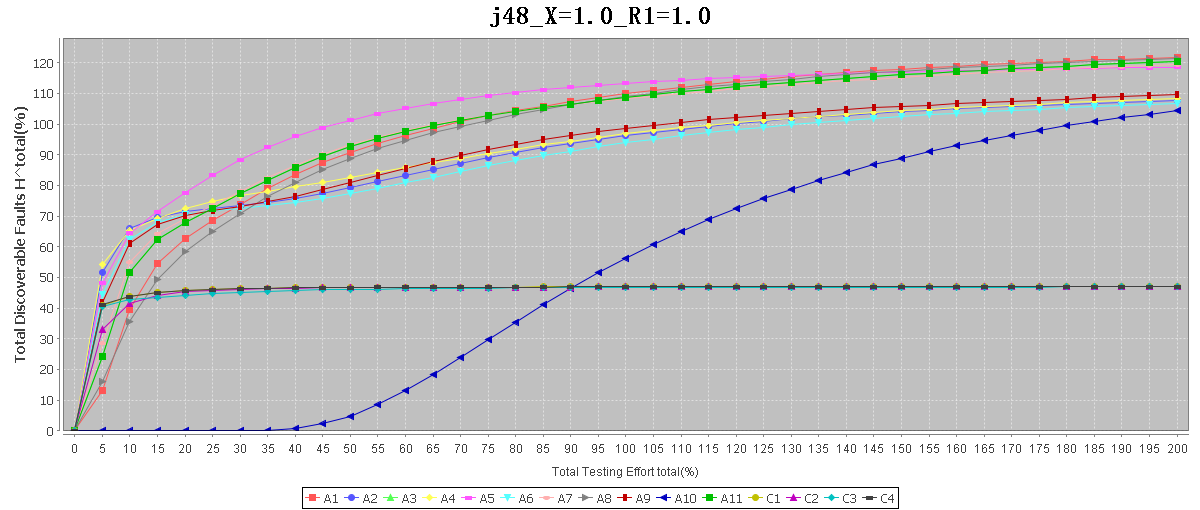 j48_X=1.0_R1=1.0
Total Discoverable Faults H^total(%)
120
110
100
90
80
70
60
50
40
30
20
10
0
0 5 10 15 20 25 30 35 40 45 50 55 60 65 70 75 80 85 90 95 100 105 110 115 120 125 130 135 140 145 150 155 160 165 170 175 180 185 190 195 200
Total Testing Effort total(%)
A1 A2 A3 A4 A5 A6 A7 A8 A9 A10 A11 C1 C2 C3 C4